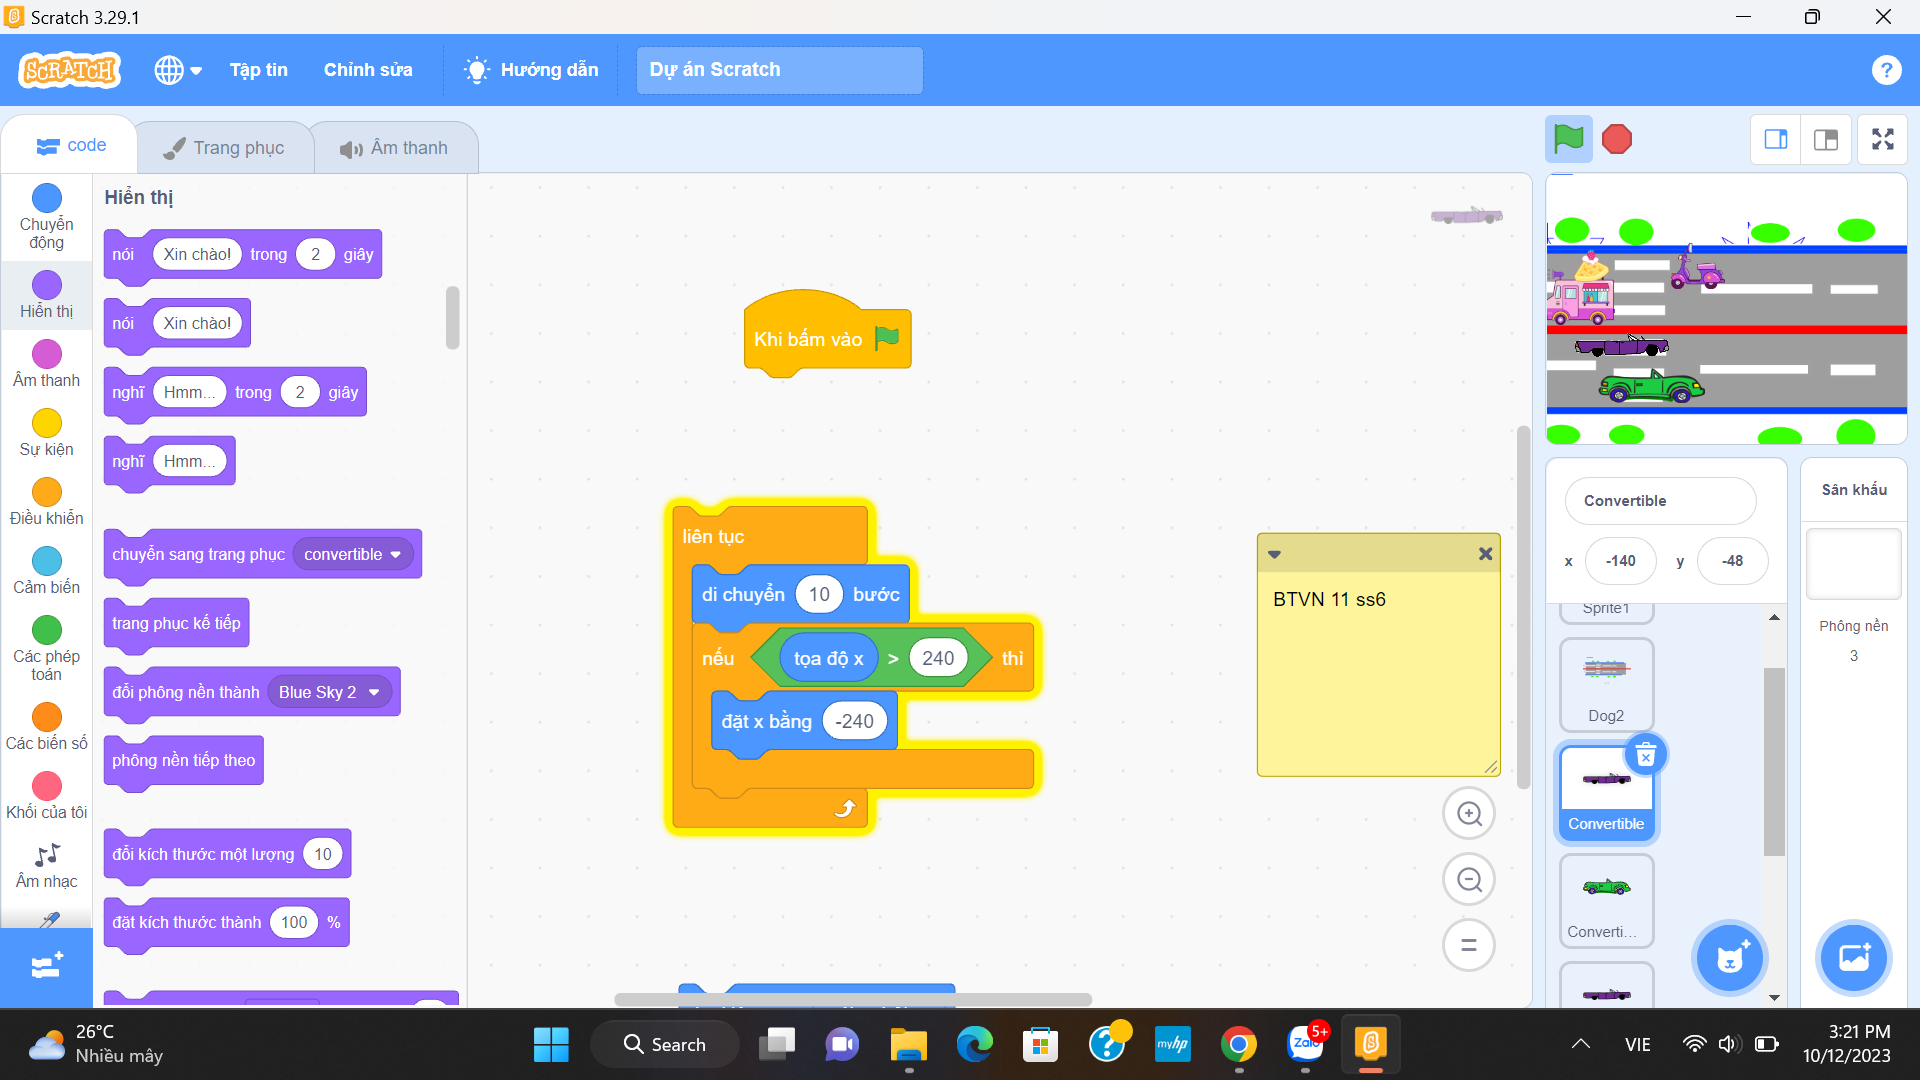 Scratch 3.29.1
SCRATCH
Tập tin
Chỉnh sửa
Hướng dẫn
Dự án Scratch
?
code
Trang phục
Âm thanh
Chuyển động
Hiển thị
Âm thanh
Sự kiện
Điều khiển
Cảm biến
Các phép toán
Các biến số
Khối của tôi
Âm nhạc
Hiển thị
nói Xin chào! trong 2 giây
nói Xin chào!
nghĩ Hmm... trong 2 giây
nghĩ Hmm...
chuyển sang trang phục convertible
trang phục kế tiếp
đổi phông nền thành Blue Sky 2
phông nền tiếp theo
đổi kích thước một lượng 10
đặt kích thước thành 100 %
Khi bấm vào
liên tục
di chuyển 10 bước
nếu tọa độ x > 240 thì
đặt x bằng -240
BTVN 11 ss6
Convertible
x -140 y -48
Sprite1
Dog2
Convertible
Converti...
Sân khấu
Phông nền
3
26°C
Nhiều mây
Search
?
myhp
Zalo
5+
VIE
3:21 PM
10/12/2023